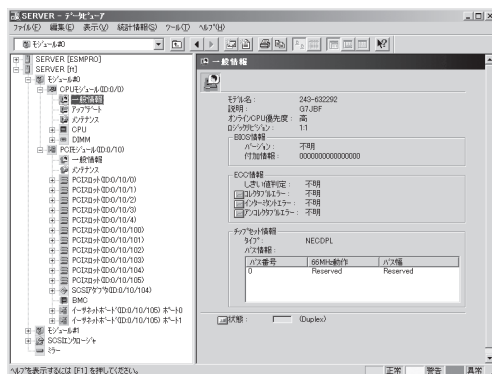 SERVER - ﾃﾞｰﾀﾋﾞｭｰｱ
ﾌｧｲﾙ(F) 編集(E) 表示(V) 統計情報(S) ﾂｰﾙ(T) ﾍﾙﾌﾟ(H)
ﾓｼﾞｭｰﾙ#0
SERVER [ESMPRO]
SERVER [ft]
ﾓｼﾞｭｰﾙ#0
CPUﾓｼﾞｭｰﾙ(ID:0/0)
一般情報
ｱｯﾌﾟﾃﾞｰﾄ
ﾒﾝﾃﾅﾝｽ
CPU
DIMM
PCIﾓｼﾞｭｰﾙ(ID:0/10)
一般情報
ﾒﾝﾃﾅﾝｽ
PCIｽﾛｯﾄ(ID:0/10/0)
PCIｽﾛｯﾄ(ID:0/10/1)
PCIｽﾛｯﾄ(ID:0/10/2)
PCIｽﾛｯﾄ(ID:0/10/3)
PCIｽﾛｯﾄ(ID:0/10/4)
PCIｽﾛｯﾄ(ID:0/10/100)
PCIｽﾛｯﾄ(ID:0/10/101)
PCIｽﾛｯﾄ(ID:0/10/102)
PCIｽﾛｯﾄ(ID:0/10/103)
PCIｽﾛｯﾄ(ID:0/10/104)
PCIｽﾛｯﾄ(ID:0/10/105)
SCSIｱﾀﾞﾌﾟﾀ(ID:0/10/104)
BMC
ｲｰｻﾈｯﾄﾎﾞｰﾄﾞ(ID:0/10/105) ﾎﾟｰﾄ0
ｲｰｻﾈｯﾄﾎﾞｰﾄﾞ(ID:0/10/105) ﾎﾟｰﾄ1
ﾓｼﾞｭｰﾙ#1
SCSIｴﾝｸﾛｰｼﾞｬ
ﾐﾗｰ
一般情報
ﾓﾃﾞﾙ名: 243-632292
説明: G7JBF
ｵﾝﾗｲﾝCPU優先度: 高
ﾛｼﾞｯｸﾘﾋﾞｼﾞｮﾝ: 1:1
BIOS情報
ﾊﾞｰｼﾞｮﾝ: 不明
付加情報: 0000000000000000
ECC情報
しきい値判定: 不明
ｺﾚｸﾀﾌﾞﾙｴﾗｰ: 不明
ｲﾝﾀｰﾐﾀﾝﾄｴﾗｰ: 不明
ｱﾝｺﾚｸﾀﾌﾞﾙｴﾗｰ: 不明
ﾁｯﾌﾟｾｯﾄ情報
ﾀｲﾌﾟ: NECDPL
ﾊﾞｽ情報:
ﾊﾞｽ番号 66MHz動作 ﾊﾞｽ幅
0 Reserved Reserved
状態: (Duplex)
ﾍﾙﾌﾟを表示するには [F1] を押してください。
正常 警告 異常